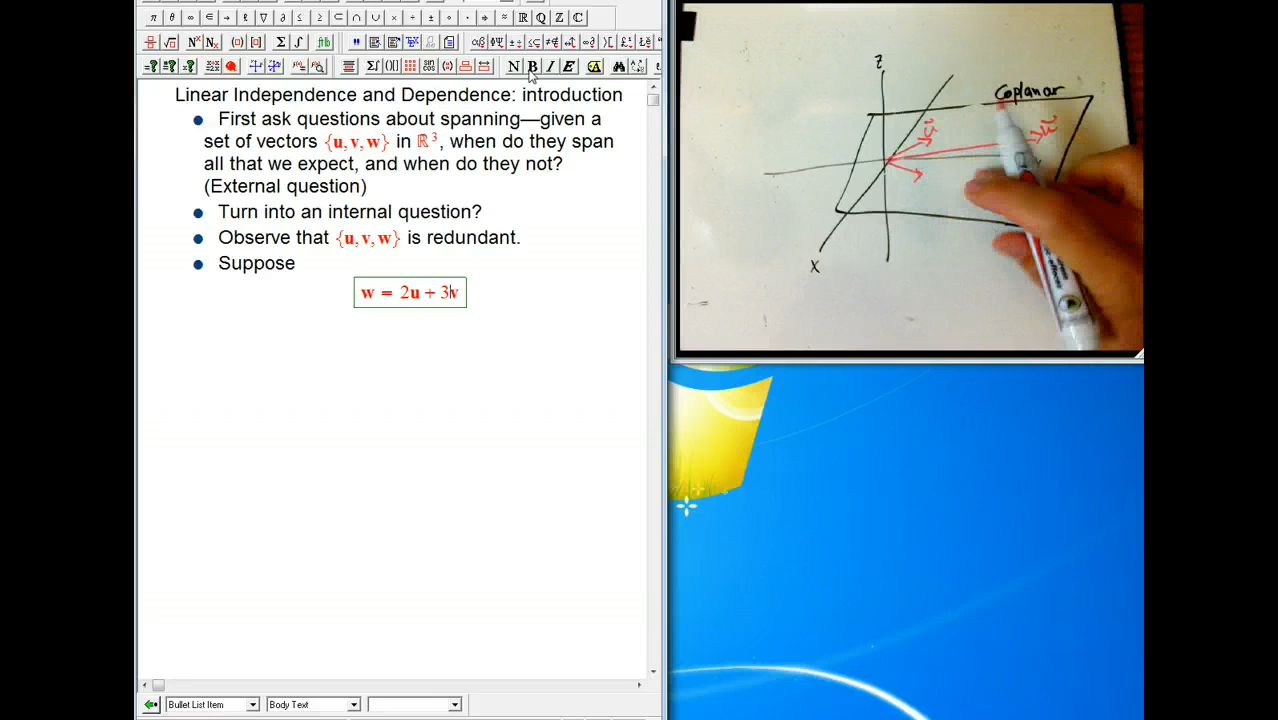 Linear Independence and Dependence: introduction
• First ask questions about spanning—given a
set of vectors {u, v, w} in ℝ³, when do they span
all that we expect, and when do they not?
(External question)
• Turn into an internal question?
• Observe that {u, v, w} is redundant.
• Suppose
w = 2u + 3v
Bullet List Item
Body Text
z
Coplanar
x